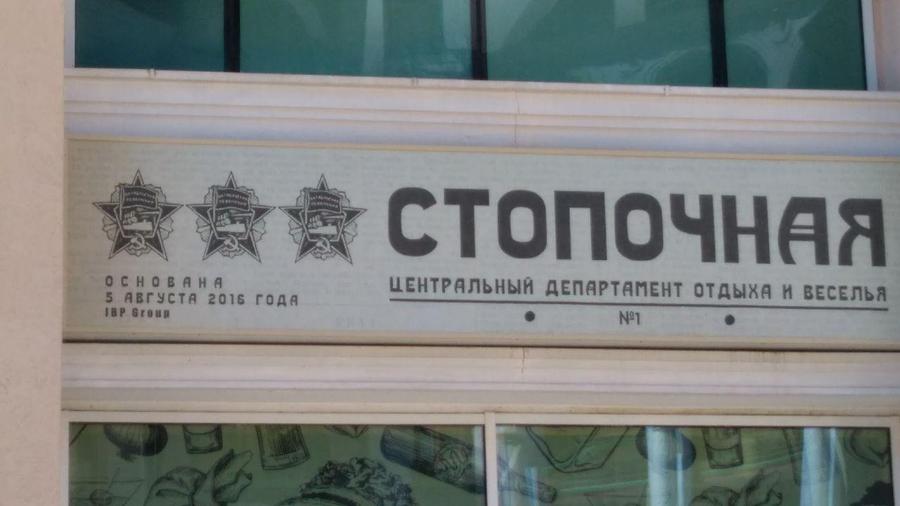 СТОПОЧНАЯ
ЦЕНТРАЛЬНЫЙ ДЕПАРТАМЕНТ ОТДЫХА И ВЕСЕЛЬЯ
№1
ОСНОВАНА
5 АВГУСТА 2016 ГОДА
IBP Group